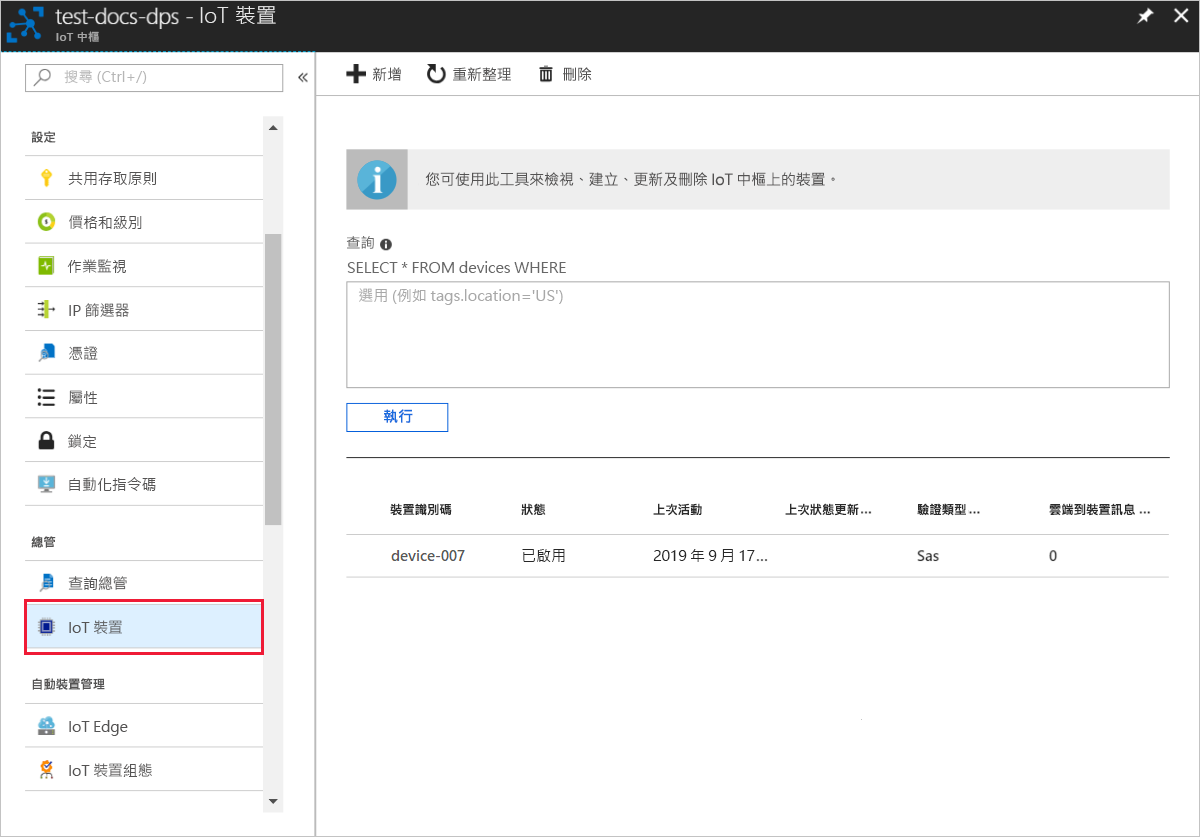 test-docs-dps - IoT 裝置
IoT 中樞
搜尋 (Ctrl+/)
設定
共用存取原則
價格和級別
作業監視
IP 篩選器
憑證
屬性
鎖定
自動化指令碼
總管
查詢總管
IoT 裝置
自動裝置管理
IoT Edge
IoT 裝置組態
新增 重新整理 刪除
您可使用此工具來檢視、建立、更新及刪除 IoT 中樞上的裝置。
查詢
SELECT * FROM devices WHERE
選用 (例如 tags.location='US')
執行
裝置識別碼 狀態 上次活動 上次狀態更新... 驗證類型... 雲端到裝置訊息 ...
device-007 已啟用 2019 年 9 月 17... Sas 0